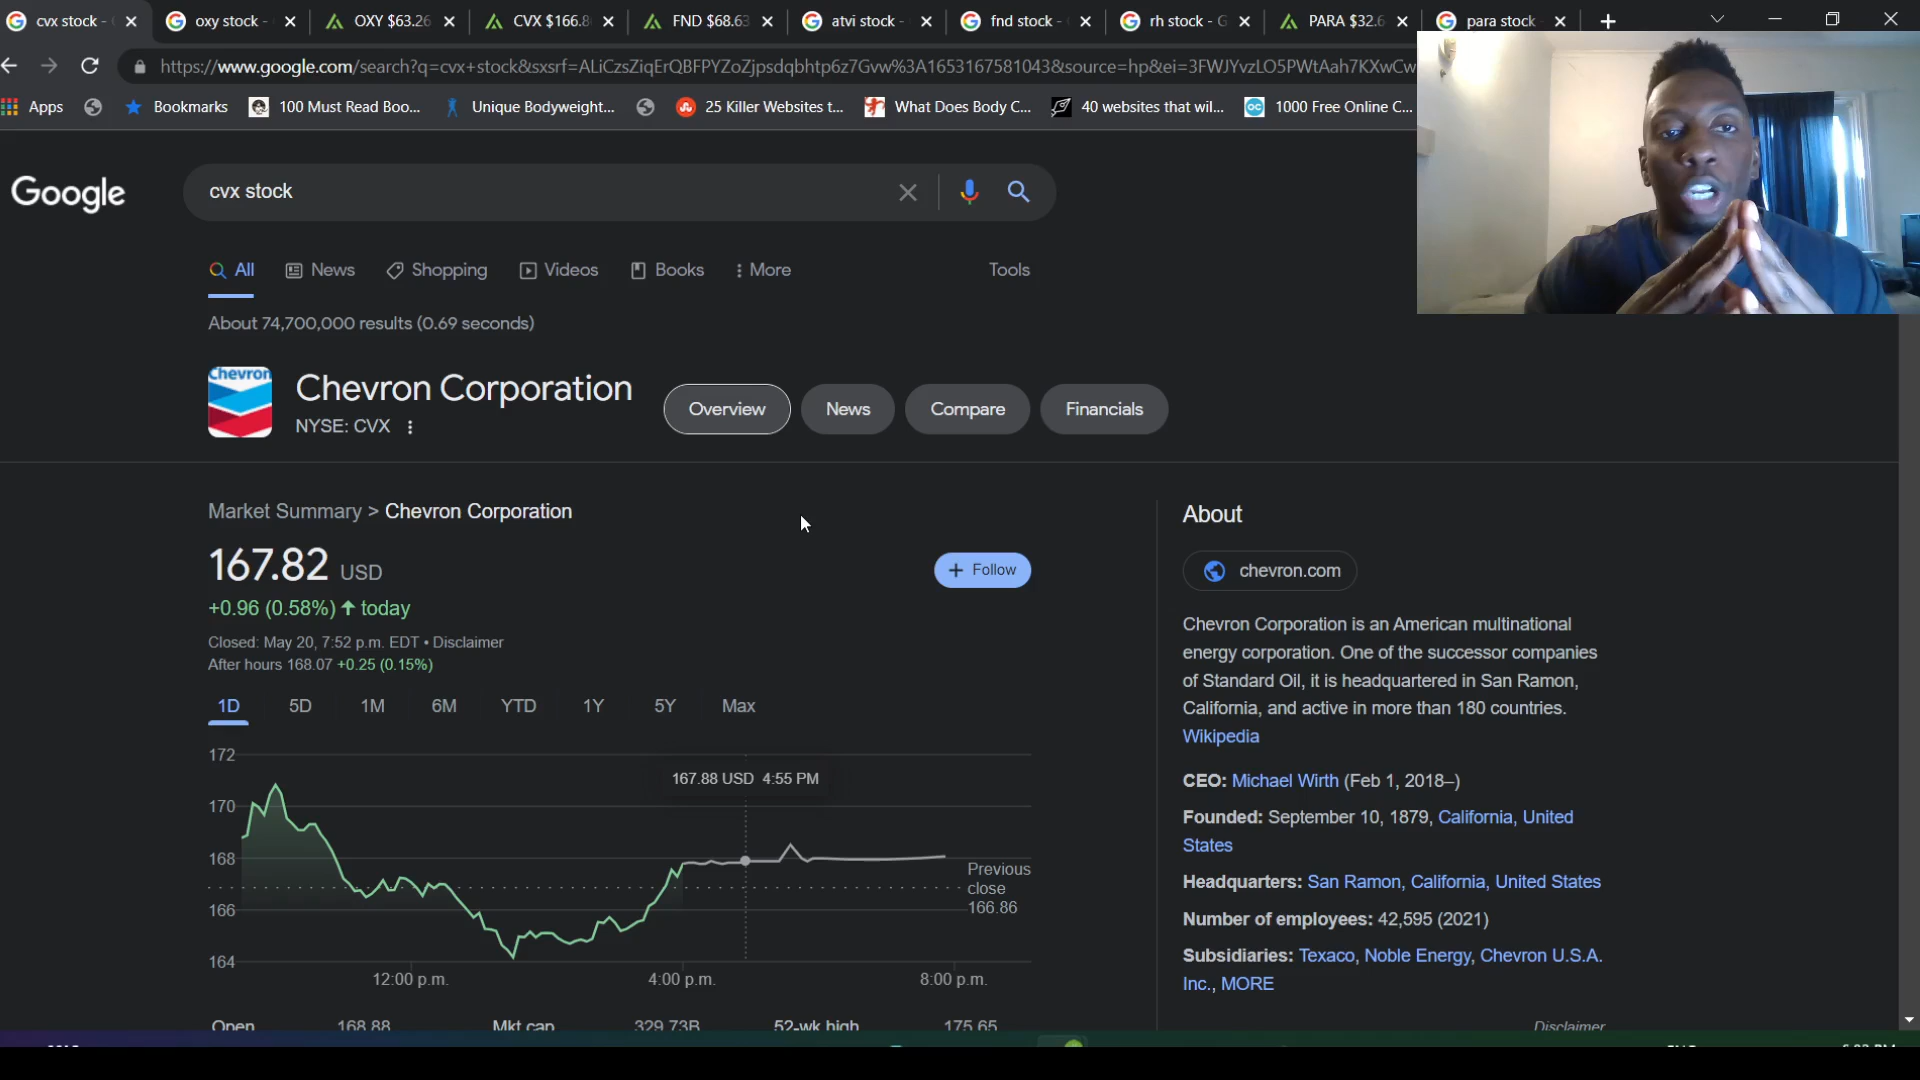 cvx stock -
oxy stock -
OXY $63.26
CVX $166.8
FND $68.63
atvi stock -
fnd stock -
rh stock - G
PARA $32.6
para stock
https://www.google.com/search?q=cvx+stock&sxsrf=ALiCzsZiqErQBFPYZoZjpsdqbhtp6z7Gvw%3A1653167581043&source=hp&ei=3FWJYvzLO5PWtAah7KXwCw
Apps
Bookmarks
100 Must Read Boo...
Unique Bodyweight...
25 Killer Websites t...
What Does Body C...
40 websites that wil...
1000 Free Online C...
Google
cvx stock
All
News
Shopping
Videos
Books
More
Tools
About 74,700,000 results (0.69 seconds)
Chevron
Chevron Corporation
NYSE: CVX
Overview
News
Compare
Financials
Market Summary > Chevron Corporation
167.82 USD
+ Follow
+0.96 (0.58%) today
Closed: May 20, 7:52 p.m. EDT • Disclaimer
After hours 168.07 +0.25 (0.15%)
1D
5D
1M
6M
YTD
1Y
5Y
Max
172
170
168
166
164
167.88 USD 4:55 PM
Previous
close
166.86
12:00 p.m.
4:00 p.m.
8:00 p.m.
Open 168.88
Mkt cap 329.73B
52-wk high 175.65
About
chevron.com
Chevron Corporation is an American multinational
energy corporation. One of the successor companies
of Standard Oil, it is headquartered in San Ramon,
California, and active in more than 180 countries.
Wikipedia
CEO: Michael Wirth (Feb 1, 2018–)
Founded: September 10, 1879, California, United
States
Headquarters: San Ramon, California, United States
Number of employees: 42,595 (2021)
Subsidiaries: Texaco, Noble Energy, Chevron U.S.A.
Inc., MORE
Disclaimer